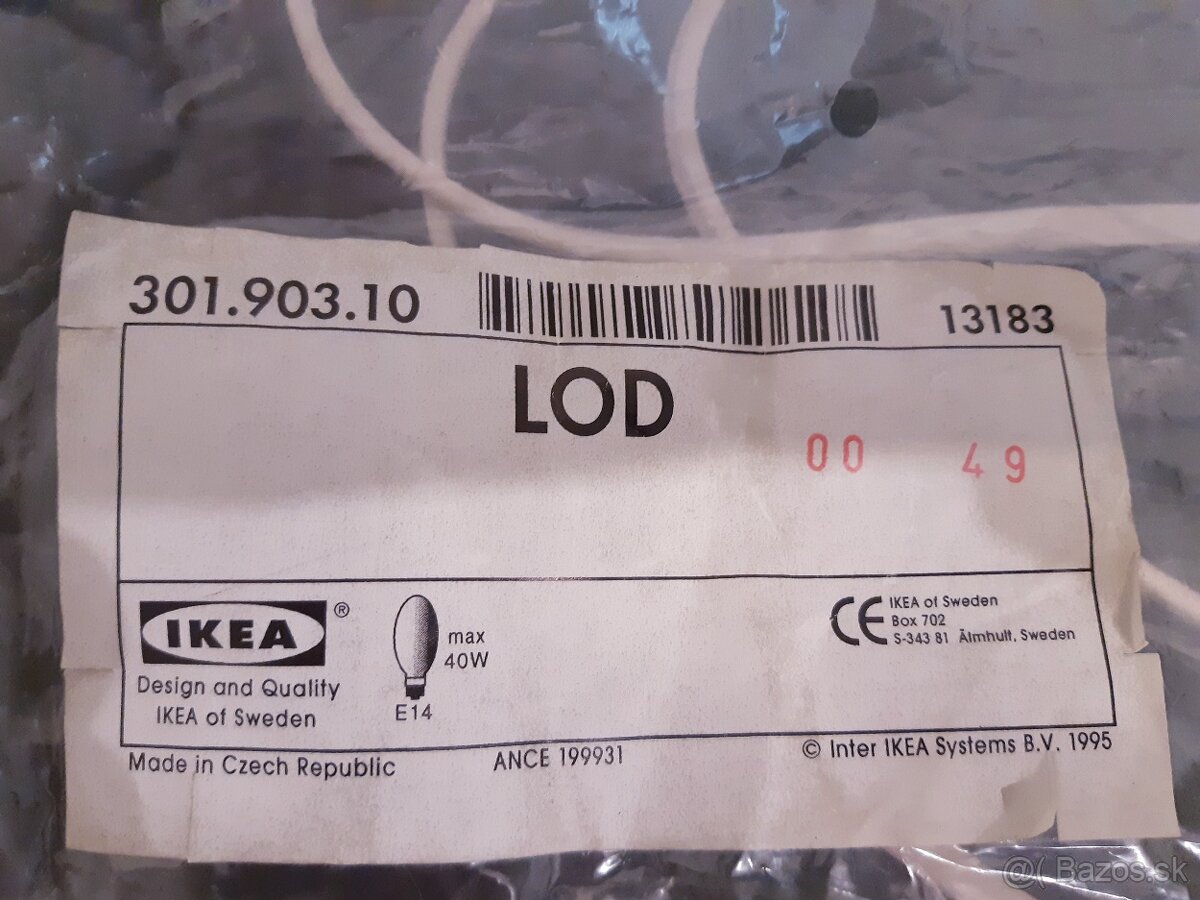 301.903.10 13183
LOD
00 49
IKEA®
Design and Quality
IKEA of Sweden
max
40W
E14
CE
IKEA of Sweden
Box 702
S-343 81 Älmhult, Sweden
Made in Czech Republic
ANCE 199931
© Inter IKEA Systems B.V. 1995
@( Bazos.sk